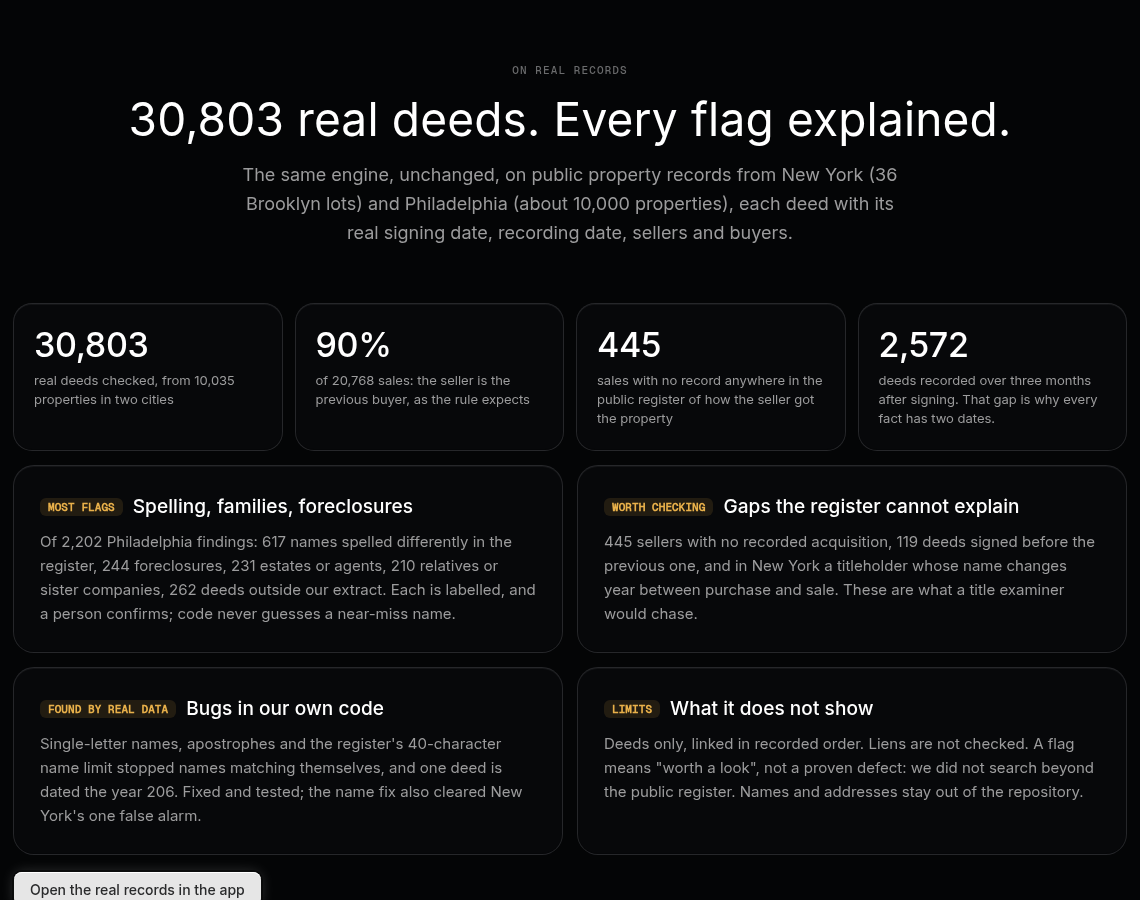 ON REAL RECORDS
30,803 real deeds. Every flag explained.
The same engine, unchanged, on public property records from New York (36
Brooklyn lots) and Philadelphia (about 10,000 properties), each deed with its
real signing date, recording date, sellers and buyers.
30,803
real deeds checked, from 10,035
properties in two cities
90%
of 20,768 sales: the seller is the
previous buyer, as the rule expects
445
sales with no record anywhere in the
public register of how the seller got
the property
2,572
deeds recorded over three months
after signing. That gap is why every
fact has two dates.
MOST FLAGS Spelling, families, foreclosures
Of 2,202 Philadelphia findings: 617 names spelled differently in the
register, 244 foreclosures, 231 estates or agents, 210 relatives or
sister companies, 262 deeds outside our extract. Each is labelled, and
a person confirms; code never guesses a near-miss name.
WORTH CHECKING Gaps the register cannot explain
445 sellers with no recorded acquisition, 119 deeds signed before the
previous one, and in New York a titleholder whose name changes
year between purchase and sale. These are what a title examiner
would chase.
FOUND BY REAL DATA Bugs in our own code
Single-letter names, apostrophes and the register's 40-character
name limit stopped names matching themselves, and one deed is
dated the year 206. Fixed and tested; the name fix also cleared New
York's one false alarm.
LIMITS What it does not show
Deeds only, linked in recorded order. Liens are not checked. A flag
means "worth a look", not a proven defect: we did not search beyond
the public register. Names and addresses stay out of the repository.
Open the real records in the app